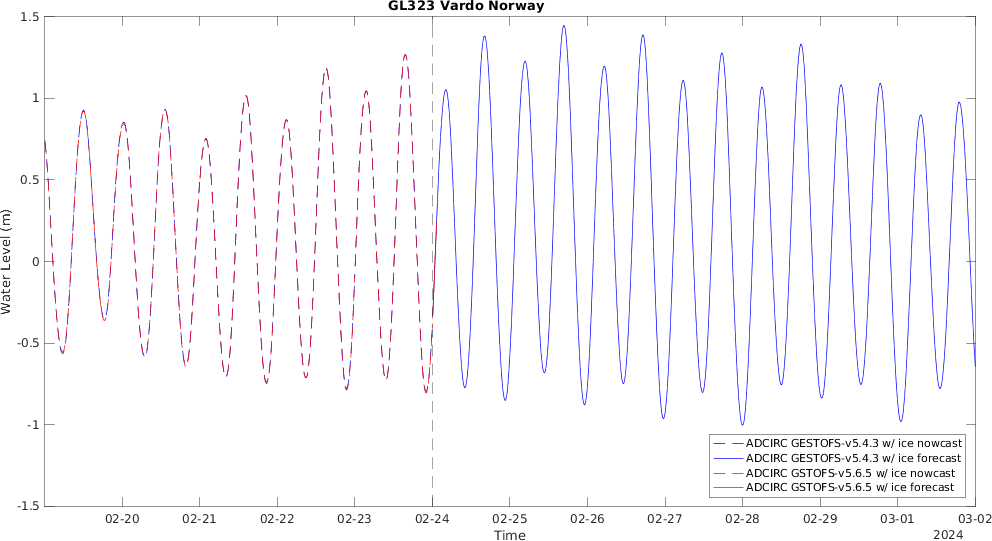 GL323 Vardo Norway
1.5
1
0.5
0
-0.5
-1
-1.5
Water Level (m)
ADCIRC GESTOFS-v5.4.3 w/ ice nowcast
ADCIRC GESTOFS-v5.4.3 w/ ice forecast
ADCIRC GSTOFS-v5.6.5 w/ ice nowcast
ADCIRC GSTOFS-v5.6.5 w/ ice forecast
02-20 02-21 02-22 02-23 02-24 02-25 02-26 02-27 02-28 02-29 03-01 03-02
Time
2024